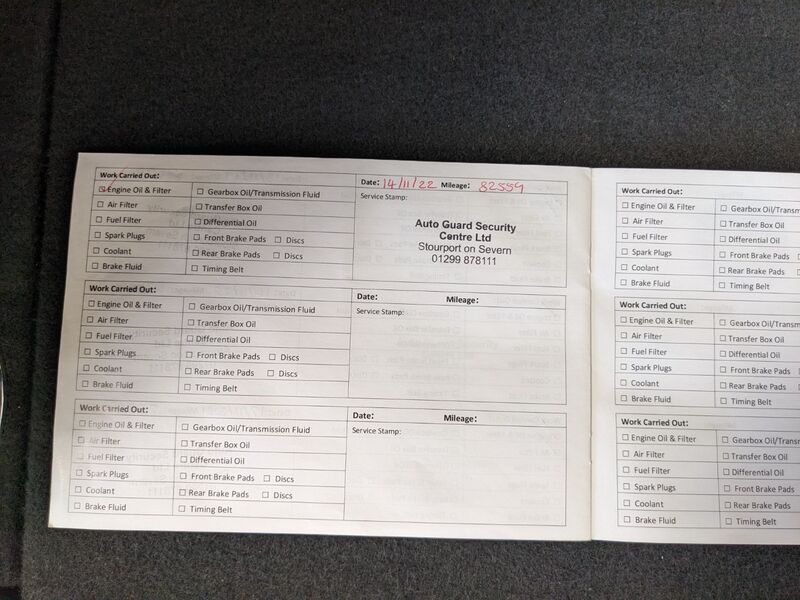 Work Carried Out:
☑ Engine Oil & Filter ☐ Gearbox Oil/Transmission Fluid
☐ Air Filter ☐ Transfer Box Oil
☐ Fuel Filter ☐ Differential Oil
☐ Spark Plugs ☐ Front Brake Pads ☐ Discs
☐ Coolant ☐ Rear Brake Pads ☐ Discs
☐ Brake Fluid ☐ Timing Belt
Date: 14/11/22 Mileage: 82559
Service Stamp:
Auto Guard Security
Centre Ltd
Stourport on Severn
01299 878111
Work Carried Out:
☐ Engine Oil & Filter ☐ Gearbox Oil/Transmission Fluid
☐ Air Filter ☐ Transfer Box Oil
☐ Fuel Filter ☐ Differential Oil
☐ Spark Plugs ☐ Front Brake Pads ☐ Discs
☐ Coolant ☐ Rear Brake Pads ☐ Discs
☐ Brake Fluid ☐ Timing Belt
Date: Mileage:
Service Stamp:
Work Carried Out:
☐ Engine Oil & Filter ☐ Gearbox Oil/Transmission Fluid
☐ Air Filter ☐ Transfer Box Oil
☐ Fuel Filter ☐ Differential Oil
☐ Spark Plugs ☐ Front Brake Pads ☐ Discs
☐ Coolant ☐ Rear Brake Pads ☐ Discs
☐ Brake Fluid ☐ Timing Belt
Date: Mileage:
Service Stamp:
Work Carried Out:
☐ Engine Oil & Filter ☐ Gearbox Oil/Transm
☐ Air Filter ☐ Transfer Box Oil
☐ Fuel Filter ☐ Differential Oil
☐ Spark Plugs ☐ Front Brake Pads
☐ Coolant ☐ Rear Brake Pads
☐ Brake Fluid ☐ Timing Belt
Work Carried Out:
☐ Engine Oil & Filter ☐ Gearbox Oil/Transm
☐ Air Filter ☐ Transfer Box Oil
☐ Fuel Filter ☐ Differential Oil
☐ Spark Plugs ☐ Front Brake Pads
☐ Coolant ☐ Rear Brake Pads
☐ Brake Fluid ☐ Timing Belt
Work Carried Out:
☐ Engine Oil & Filter ☐ Gearbox Oil/Transm
☐ Air Filter ☐ Transfer Box Oil
☐ Fuel Filter ☐ Differential Oil
☐ Spark Plugs ☐ Front Brake Pads
☐ Coolant ☐ Rear Brake Pads
☐ Brake Fluid ☐ Timing Belt